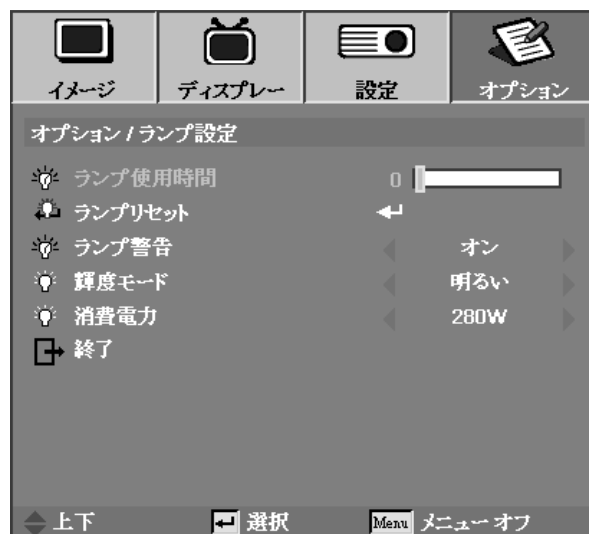 イメージ ディスプレー 設定 オプション
オプション / ランプ設定
ランプ使用時間 0
ランプリセット
ランプ警告 オン
輝度モード 明るい
消費電力 280W
終了
上下 選択 Menu メニューオフ